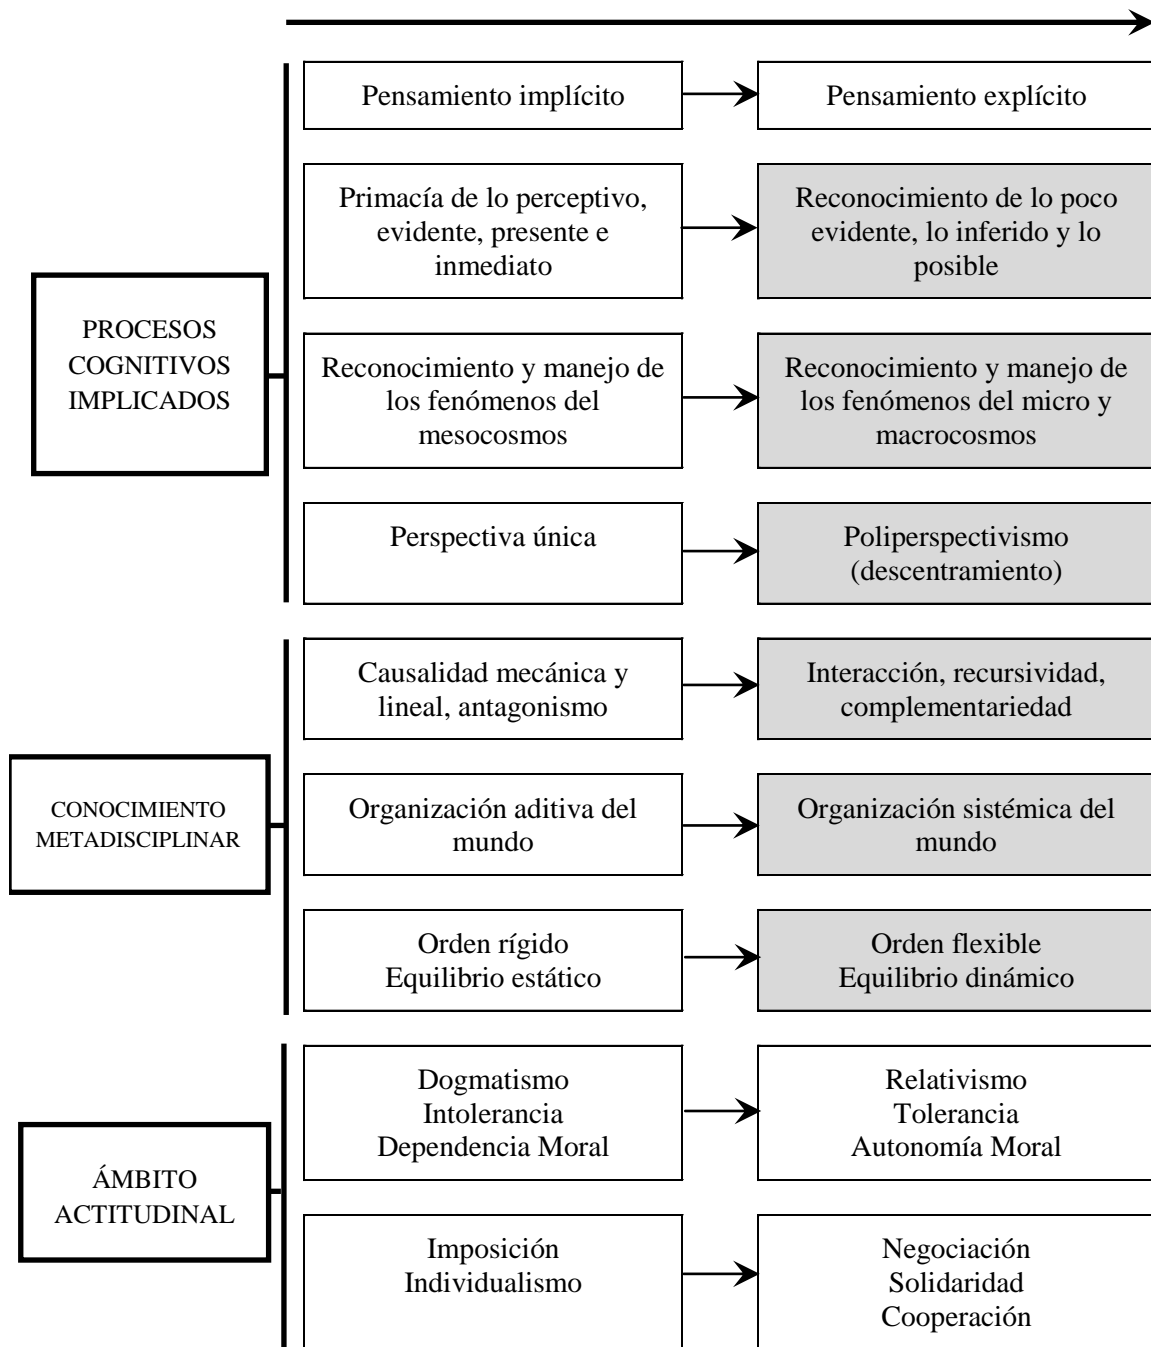 Pensamiento implícito
Pensamiento explícito
Primacía de lo perceptivo,
evidente, presente e
inmediato
Reconocimiento de lo poco
evidente, lo inferido y lo
posible
PROCESOS
COGNITIVOS
IMPLICADOS
Reconocimiento y manejo de
los fenómenos del
mesocosmos
Reconocimiento y manejo de
los fenómenos del micro y
macrocosmos
Perspectiva única
Poliperspectivismo
(descentramiento)
Causalidad mecánica y
lineal, antagonismo
Interacción, recursividad,
complementariedad
CONOCIMIENTO
METADISCIPLINAR
Organización aditiva del
mundo
Organización sistémica del
mundo
Orden rígido
Equilibrio estático
Orden flexible
Equilibrio dinámico
Dogmatismo
Intolerancia
Dependencia Moral
Relativismo
Tolerancia
Autonomía Moral
ÁMBITO
ACTITUDINAL
Imposición
Individualismo
Negociación
Solidaridad
Cooperación